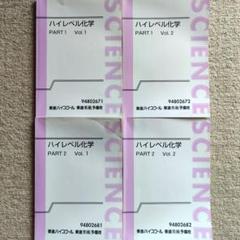 ハイレベル化学
PART 1 Vol. 1
94802671
東進ハイスクール 東進衛星予備校
SCIENCE
ハイレベル化学
PART 1 Vol. 2
94802672
東進ハイスクール 東進衛星予備校
SCIENCE
ハイレベル化学
PART 2 Vol. 1
94802681
東進ハイスクール 東進衛星予備校
SCIENCE
ハイレベル化学
PART 2 Vol. 2
94802682
東進ハイスクール 東進衛星予備校
SCIENCE